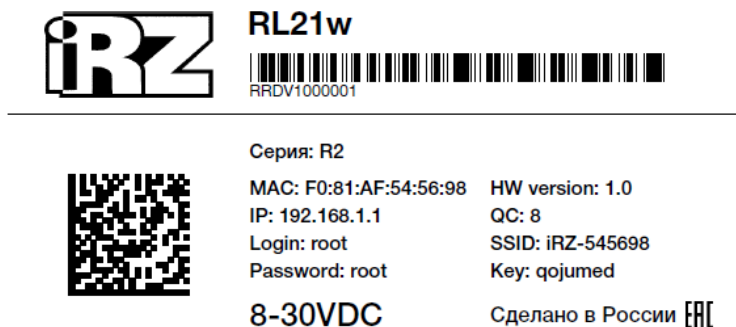 iRZ
RL21w
RRDV1000001
Серия: R2
MAC: F0:81:AF:54:56:98
HW version: 1.0
IP: 192.168.1.1
QC: 8
Login: root
SSID: iRZ-545698
Password: root
Key: qojumed
8-30VDC
Сделано в России EAC